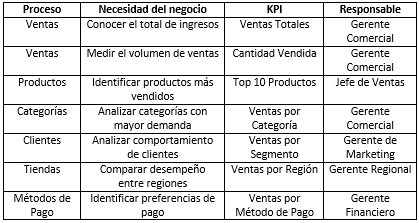 Proceso Necesidad del negocio KPI Responsable
Ventas Conocer el total de ingresos Ventas Totales Gerente
Comercial
Ventas Medir el volumen de ventas Cantidad Vendida Gerente
Comercial
Productos Identificar productos más Top 10 Productos Jefe de Ventas
vendidos
Categorías Analizar categorías con Ventas por Gerente
mayor demanda Categoría Comercial
Clientes Analizar comportamiento Ventas por Gerente de
de clientes Segmento Marketing
Tiendas Comparar desempeño Ventas por Región Gerente Regional
entre regiones
Métodos de Identificar preferencias de Ventas por Gerente
Pago pago Método de Pago Financiero